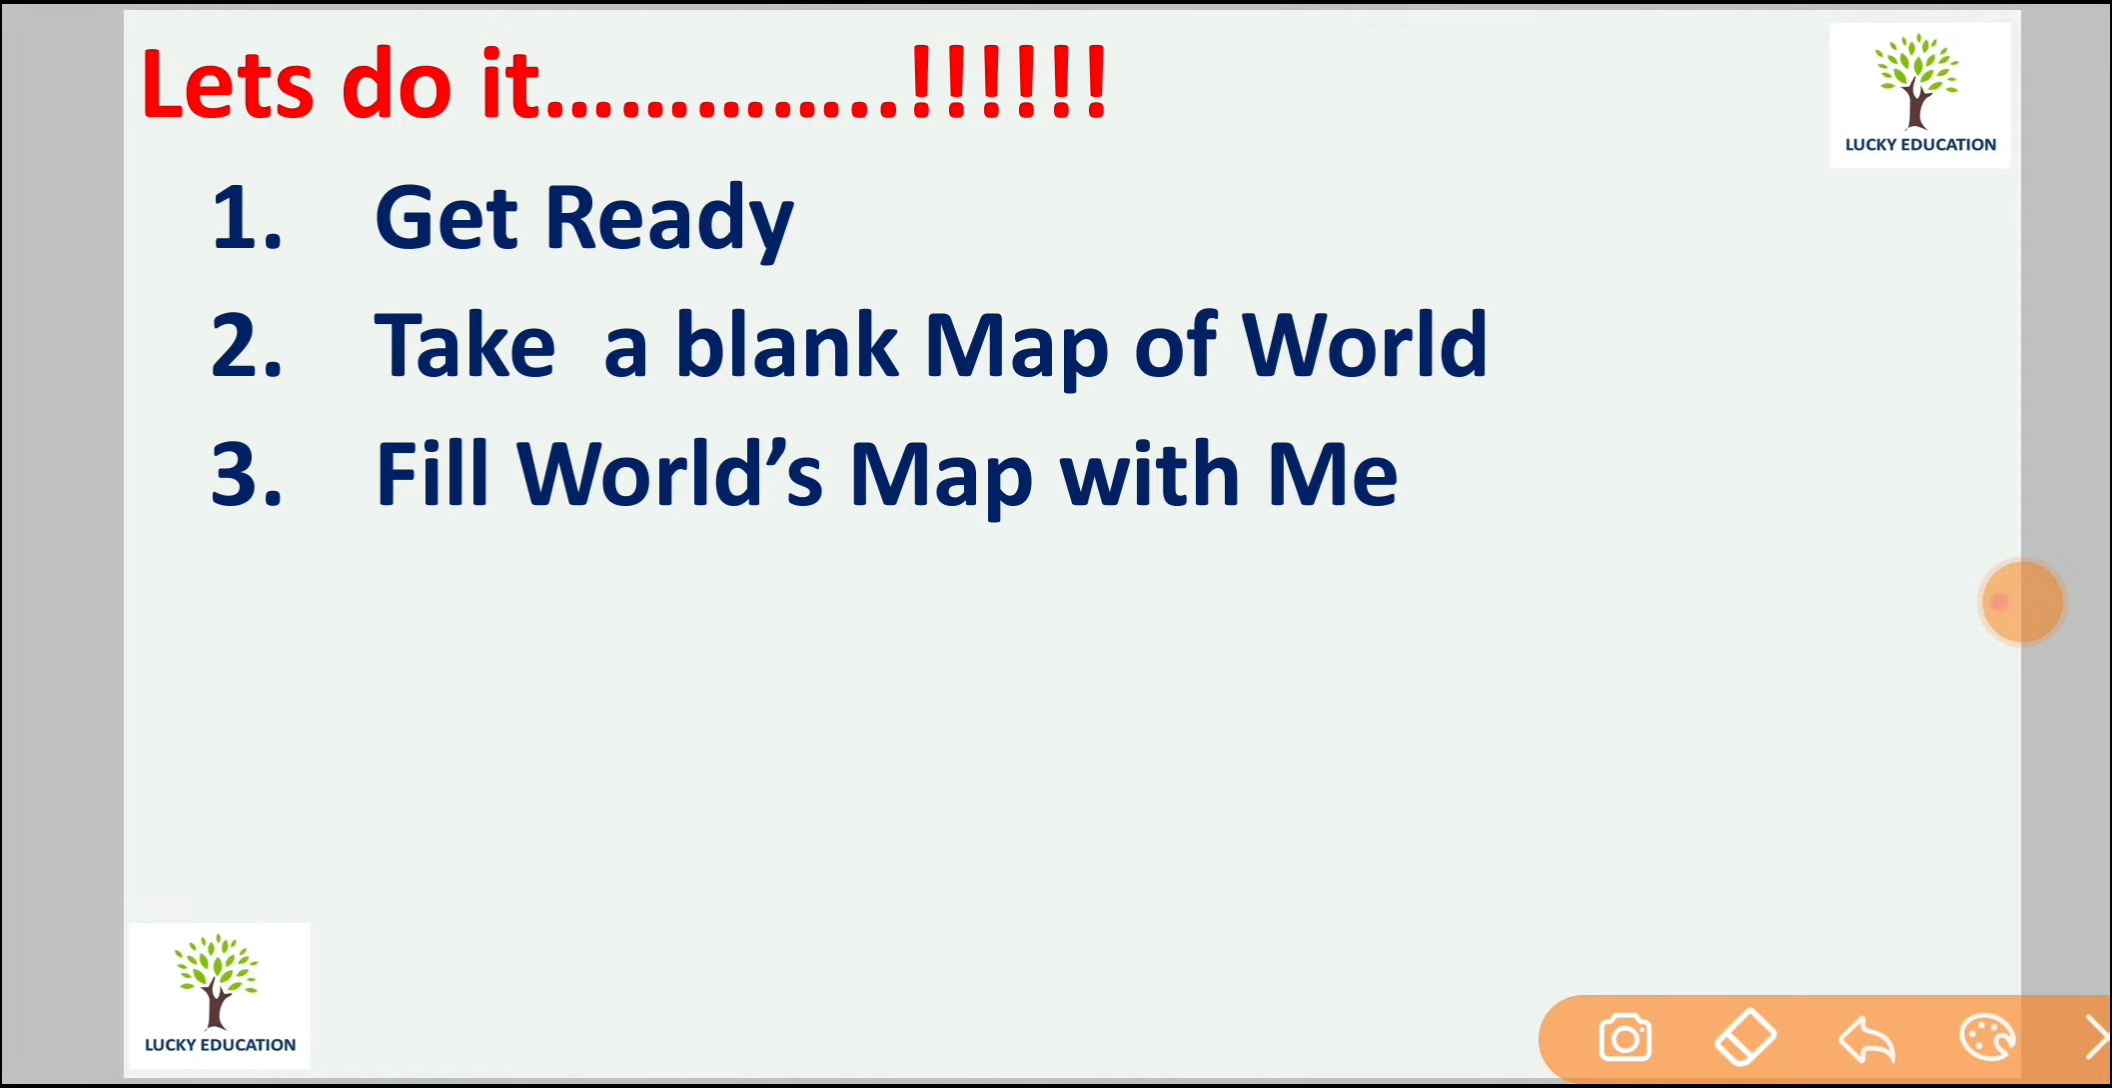 Lets do it..............!!!!!!
LUCKY EDUCATION
1. Get Ready
2. Take a blank Map of World
3. Fill World’s Map with Me
LUCKY EDUCATION